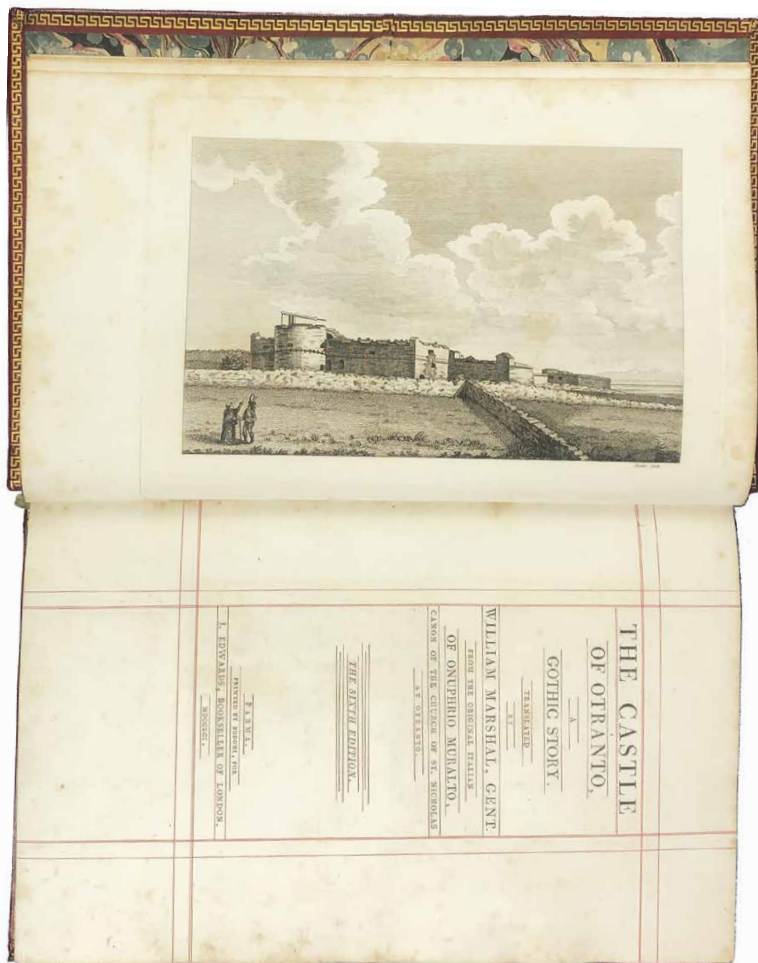 THE CASTLE
OF OTRANTO,
A
GOTHIC STORY.
TRANSLATED
BY
WILLIAM MARSHAL, GENT.
FROM THE ORIGINAL ITALIAN
OF ONUPHRIO MURALTO,
CANON OF THE CHURCH OF ST. NICHOLAS
AT OTRANTO.
THE SIXTH EDITION.
PARMA.
PRINTED BY BODONI, FOR
J. EDWARDS, BOOKSELLER OF LONDON.
MDCCXCI.